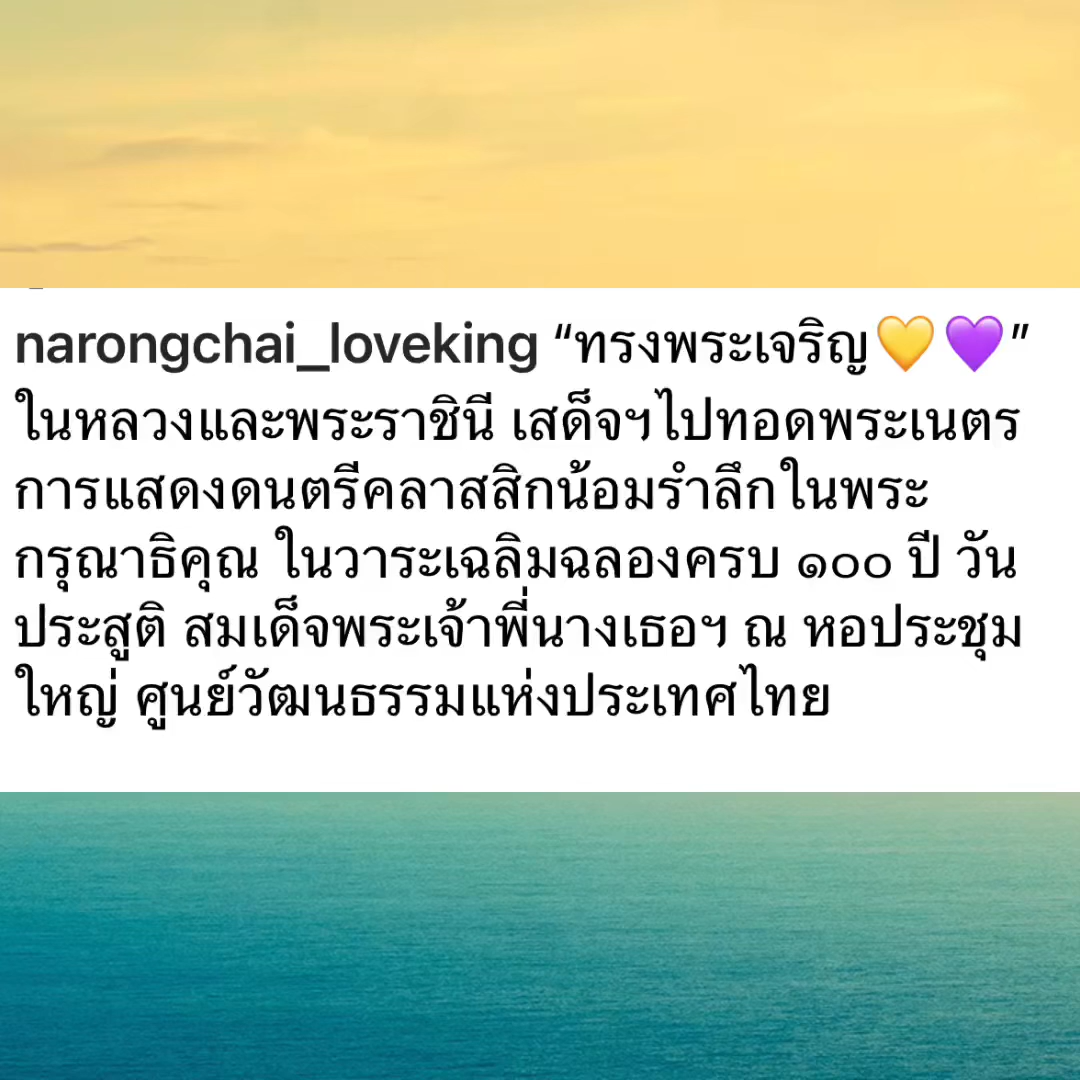 narongchai_loveking “ทรงพระเจริญ💛💜”
ในหลวงและพระราชินี เสด็จฯไปทอดพระเนตร
การแสดงดนตรีคลาสสิกน้อมรำลึกในพระ
กรุณาธิคุณ ในวาระเฉลิมฉลองครบ ๑๐๐ ปี วัน
ประสูติ สมเด็จพระเจ้าพี่นางเธอฯ ณ หอประชุม
ใหญ่ ศูนย์วัฒนธรรมแห่งประเทศไทย